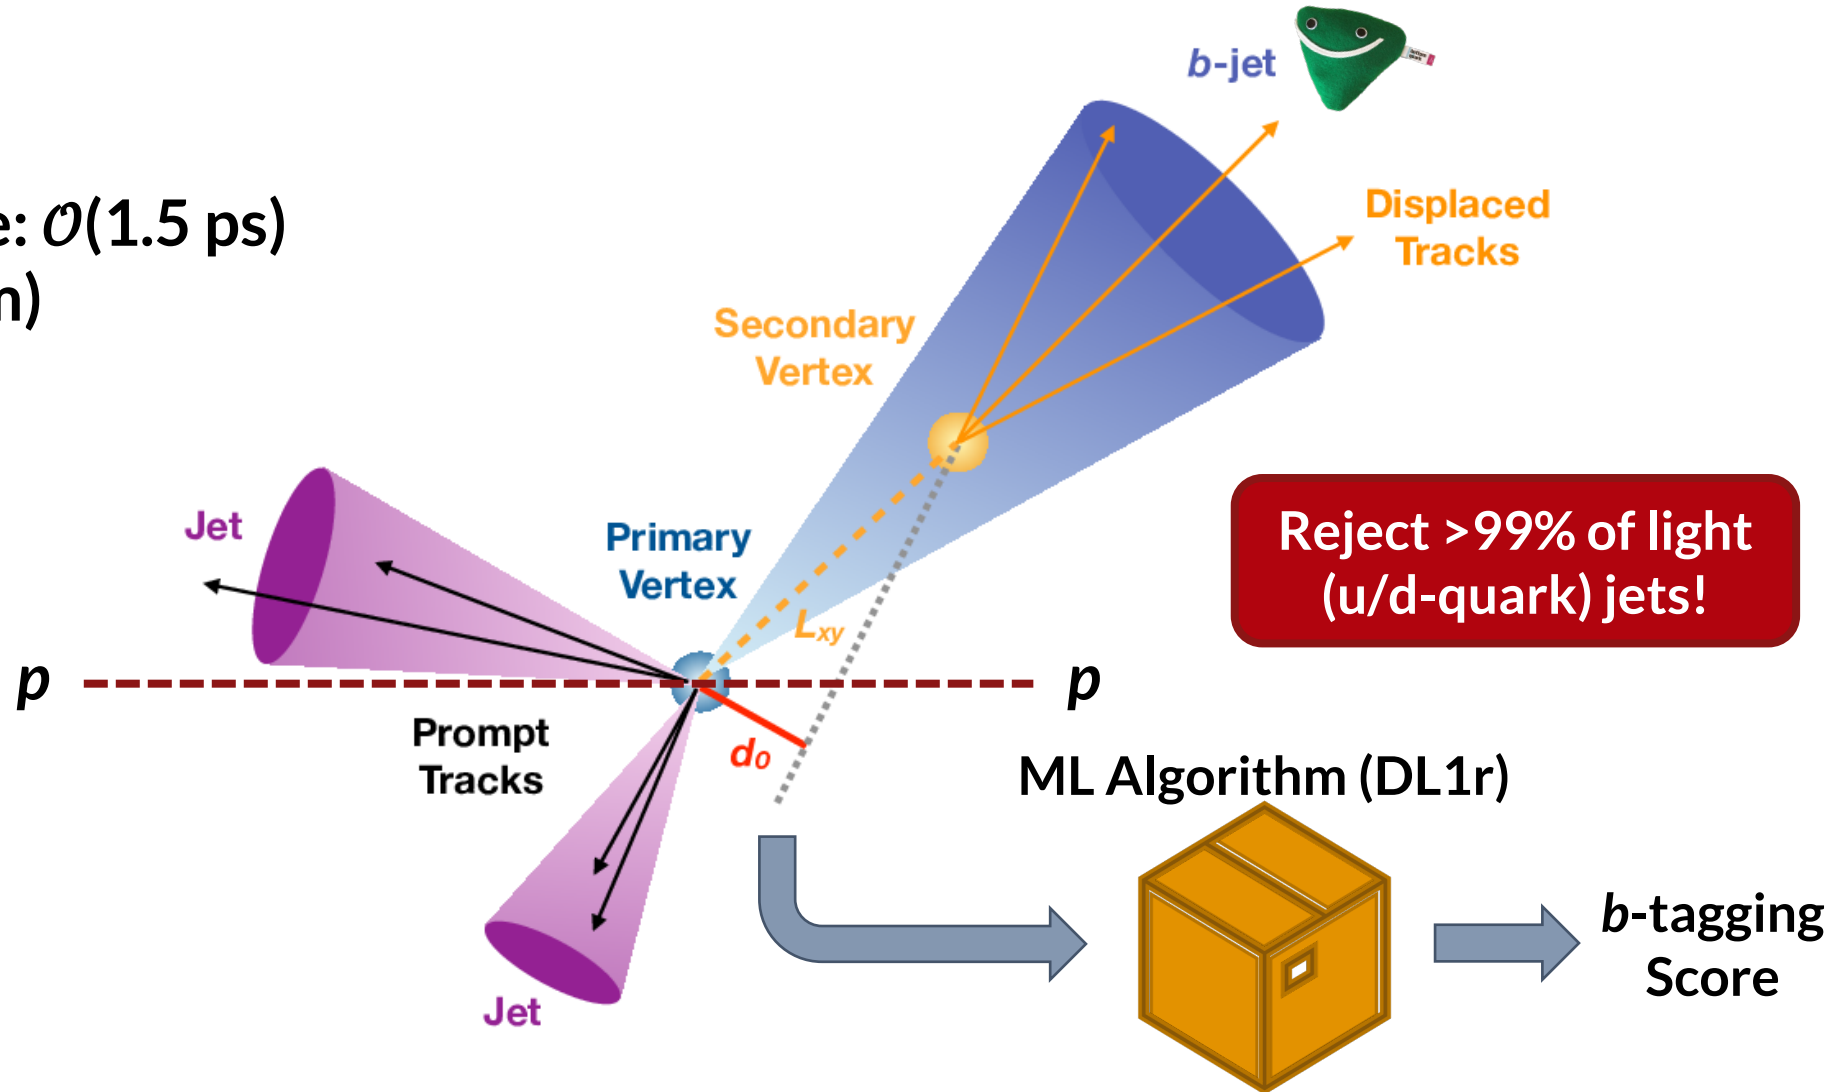 b-jet
e: 𝒪(1.5 ps)
n)
Displaced
Tracks
Secondary
Vertex
Jet
Primary
Vertex
Reject >99% of light
(u/d-quark) jets!
Lxy
p
p
Prompt
Tracks
d0
ML Algorithm (DL1r)
b-tagging
Score
Jet